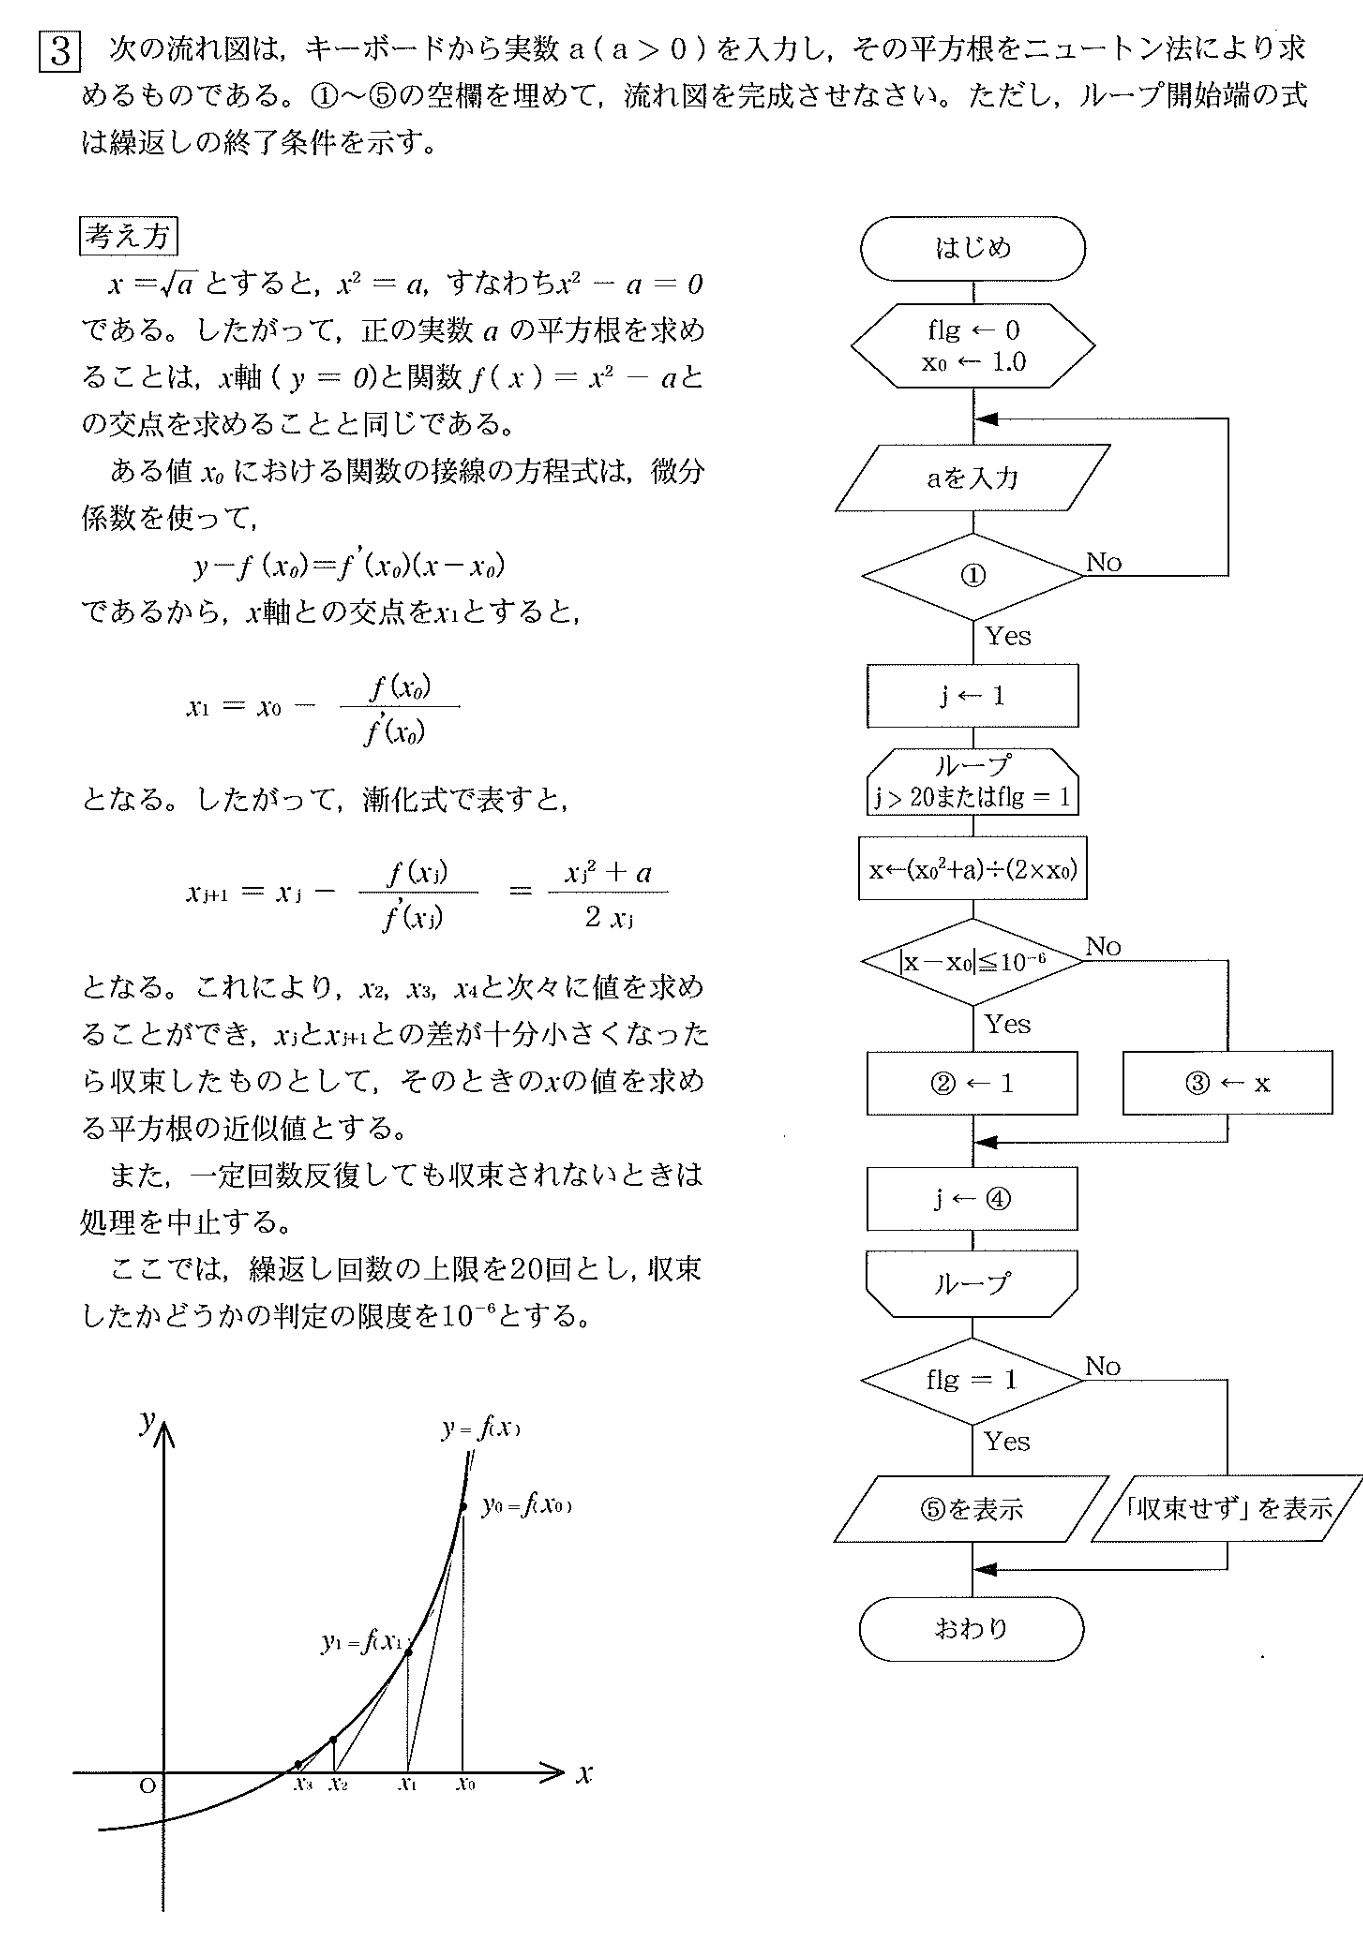 3 次の流れ図は，キーボードから実数 a ( a > 0 ) を入力し，その平方根をニュートン法により求
めるものである。①～⑤の空欄を埋めて，流れ図を完成させなさい。ただし，ループ開始端の式
は繰返しの終了条件を示す。
考え方
x =√a とすると，x² = a，すなわちx² − a = 0
である。したがって，正の実数 a の平方根を求め
ることは，x軸 ( y = 0)と関数 f ( x ) = x² − aと
の交点を求めることと同じである。
ある値 x₀ における関数の接線の方程式は，微分
係数を使って，
y−f (x₀)=f'(x₀)(x−x₀)
であるから，x軸との交点をx₁とすると，
x₁ = x₀ − f (x₀) / f'(x₀)
となる。したがって，漸化式で表すと，
xⱼ₊₁ = xⱼ − f (xⱼ) / f'(xⱼ) = xⱼ² + a / 2 xⱼ
となる。これにより，x₂，x₃，x₄と次々に値を求め
ることができ，xⱼとxⱼ₊₁との差が十分小さくなった
ら収束したものとして，そのときのxの値を求め
る平方根の近似値とする。
また，一定回数反復しても収束されないときは
処理を中止する。
ここでは，繰返し回数の上限を20回とし，収束
したかどうかの判定の限度を10⁻⁶とする。
y
y = f( x )
y₀ = f( x₀ )
y₁ = f( x₁ )
O
x₃
x₂
x₁
x₀
x
はじめ
flg ← 0
x₀ ← 1.0
aを入力
①
No
Yes
j ← 1
ループ
j > 20またはflg = 1
x←(x₀²+a)÷(2×x₀)
|x−x₀|≦10⁻⁶
No
Yes
② ← 1
③ ← x
j ← ④
ループ
flg = 1
No
Yes
⑤を表示
「収束せず」を表示
おわり